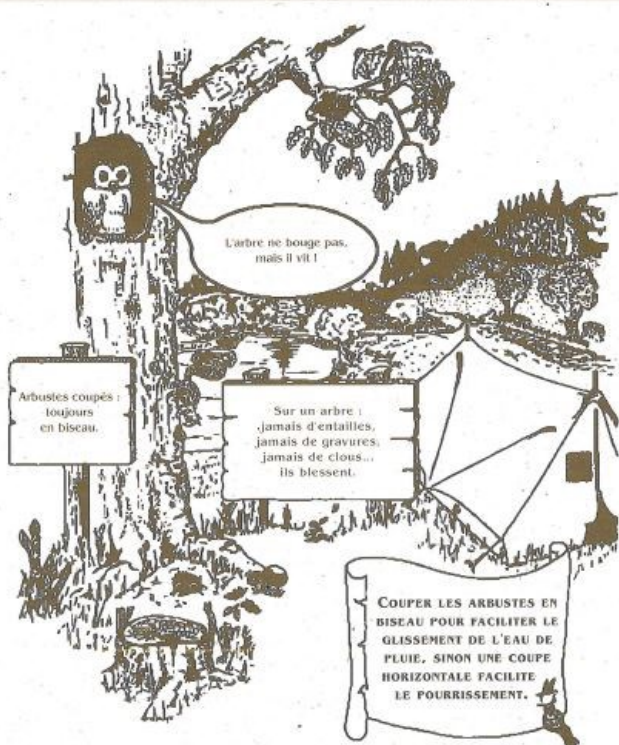 L'arbre ne bouge pas,
mais il vit !
Arbustes coupés :
toujours
en biseau.
Sur un arbre :
jamais d'entailles,
jamais de gravures,
jamais de clous...
ils blessent.
COUPER LES ARBUSTES EN
BISEAU POUR FACILITER LE
GLISSEMENT DE L'EAU DE
PLUIE, SINON UNE COUPE
HORIZONTALE FACILITE
LE POURRISSEMENT.